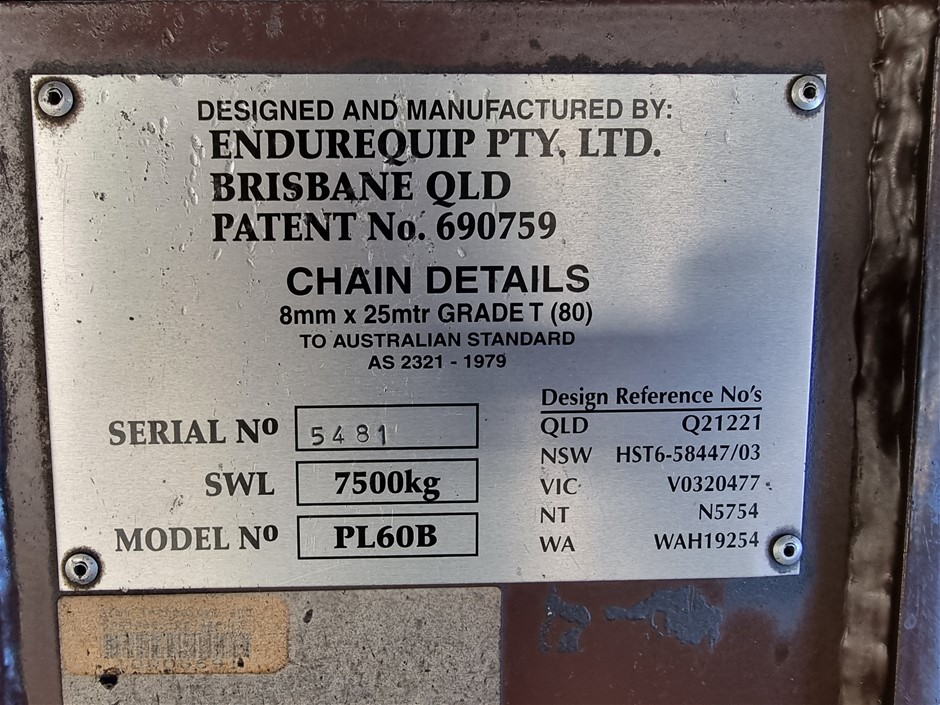 DESIGNED AND MANUFACTURED BY:
ENDUREQUIP PTY. LTD.
BRISBANE QLD
PATENT No. 690759
CHAIN DETAILS
8mm x 25mtr GRADE T (80)
TO AUSTRALIAN STANDARD
AS 2321 - 1979
SERIAL Nº 5481
SWL 7500kg
MODEL Nº PL60B
Design Reference No's
QLD Q21221
NSW HST6-58447/03
VIC V0320477
NT N5754
WA WAH19254